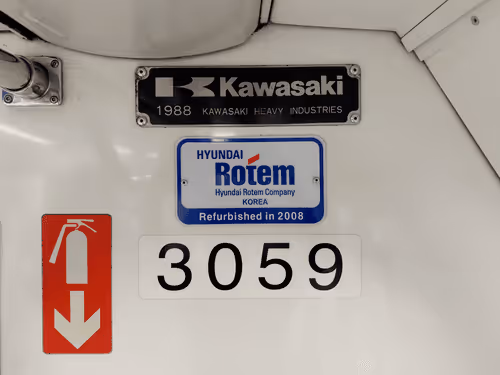 Kawasaki
1988 KAWASAKI HEAVY INDUSTRIES
HYUNDAI
Rotem
Hyundai Rotem Company
KOREA
Refurbished in 2008
3059